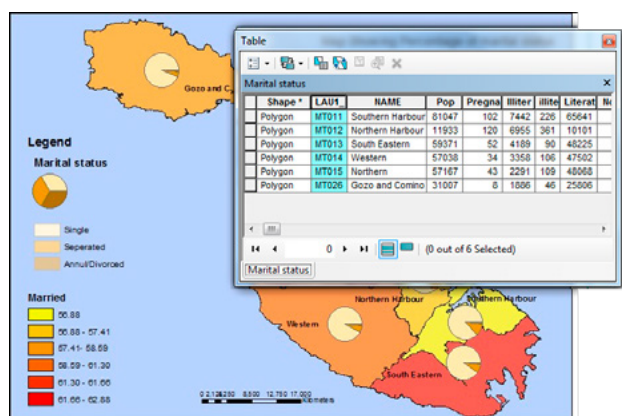 Table
Marital status
Shape * LAU1_ NAME Pop Pregna Illiter illite Literat
Polygon MT011 Southern Harbour 81047 102 7442 226 65641
Polygon MT012 Northern Harbour 11933 120 6955 361 10101
Polygon MT013 South Eastern 59371 52 4189 90 48225
Polygon MT014 Western 57038 34 3358 106 47502
Polygon MT015 Northern 57167 43 2291 109 48068
Polygon MT026 Gozo and Comino 31007 8 1886 46 25806
0 (0 out of 6 Selected)
Marital status
Gozo and C
Legend
Marital status
Single
Seperated
Annul/Divorced
Married
56.88
56.88 - 57.41
57.41- 58.59
58.59 - 61.30
61.30 - 61.66
61.66 - 62.88
Northern Harbour
Southern Harbour
Western
South Eastern